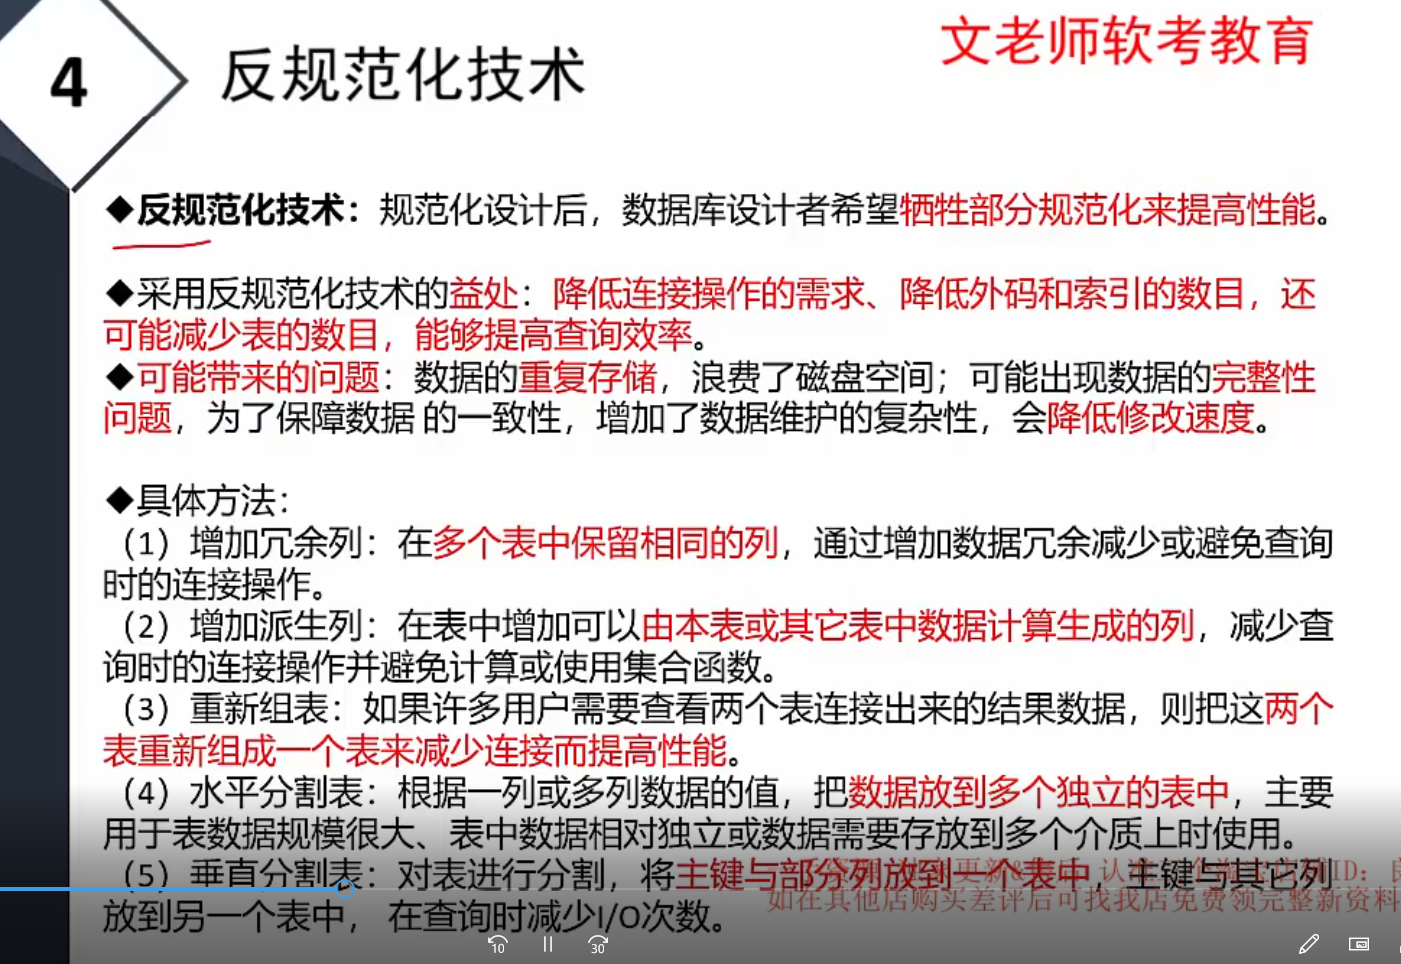 文老师软考教育
4
反规范化技术
◆反规范化技术：规范化设计后，数据库设计者希望牺牲部分规范化来提高性能。
◆采用反规范化技术的益处：降低连接操作的需求、降低外码和索引的数目，还
可能减少表的数目，能够提高查询效率。
◆可能带来的问题：数据的重复存储，浪费了磁盘空间；可能出现数据的完整性
问题，为了保障数据 的一致性，增加了数据维护的复杂性，会降低修改速度。
◆具体方法：
（1）增加冗余列：在多个表中保留相同的列，通过增加数据冗余减少或避免查询
时的连接操作。
（2）增加派生列：在表中增加可以由本表或其它表中数据计算生成的列，减少查
询时的连接操作并避免计算或使用集合函数。
（3）重新组表：如果许多用户需要查看两个表连接出来的结果数据，则把这两个
表重新组成一个表来减少连接而提高性能。
（4）水平分割表：根据一列或多列数据的值，把数据放到多个独立的表中，主要
用于表数据规模很大、表中数据相对独立或数据需要存放到多个介质上时使用。
（5）垂直分割表：对表进行分割，将主键与部分列放到一个表中，主键与其它列
放到另一个表中， 在查询时减少I/O次数。
如在其他店购买差评后可找我店免费领完整新资料
10
30